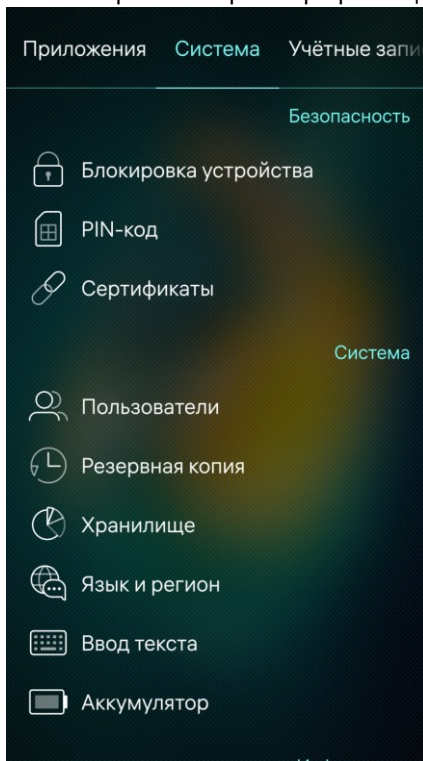 Приложения Система Учётные запи
Безопасность
Блокировка устройства
PIN-код
Сертификаты
Система
Пользователи
Резервная копия
Хранилище
Язык и регион
Ввод текста
Аккумулятор